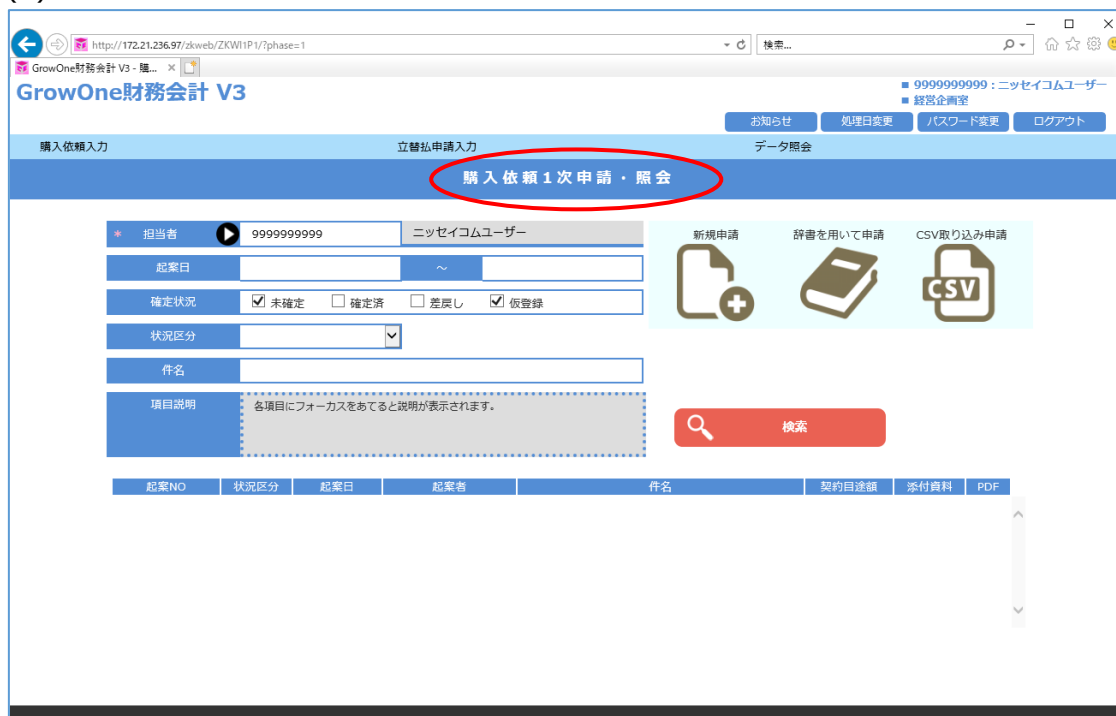 http://172.21.236.97/zkweb/ZKWI1P1/?phase=1
検索...
GrowOne財務会計 V3 - 購...
GrowOne財務会計 V3
■ 9999999999：ニッセイコムユーザー
■ 経営企画室
お知らせ 処理日変更 パスワード変更 ログアウト
購入依頼入力 立替払申請入力 データ照会
購入依頼1次申請・照会
* 担当者 9999999999 ニッセイコムユーザー
新規申請 辞書を用いて申請 CSV取り込み申請
起案日 ～
CSV
確定状況 未確定 確定済 差戻し 仮登録
状況区分
件名
項目説明 各項目にフォーカスをあてると説明が表示されます。
検索
起案NO 状況区分 起案日 起案者 件名 契約目途額 添付資料 PDF